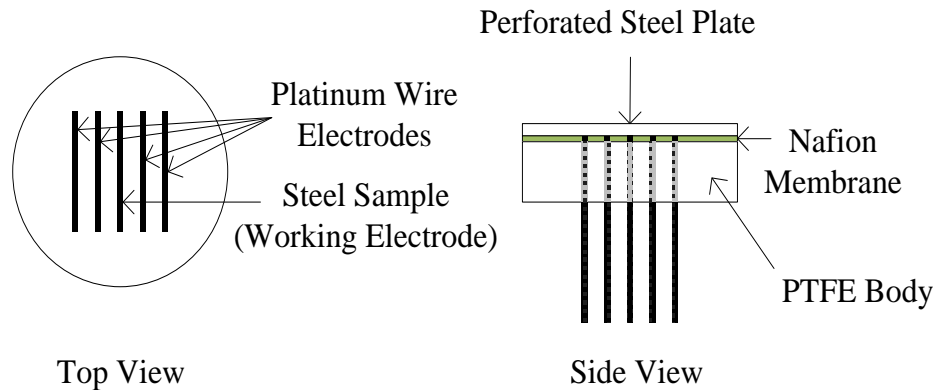 Perforated Steel Plate
Platinum Wire
Electrodes
Steel Sample
(Working Electrode)
Nafion
Membrane
PTFE Body
Top View
Side View